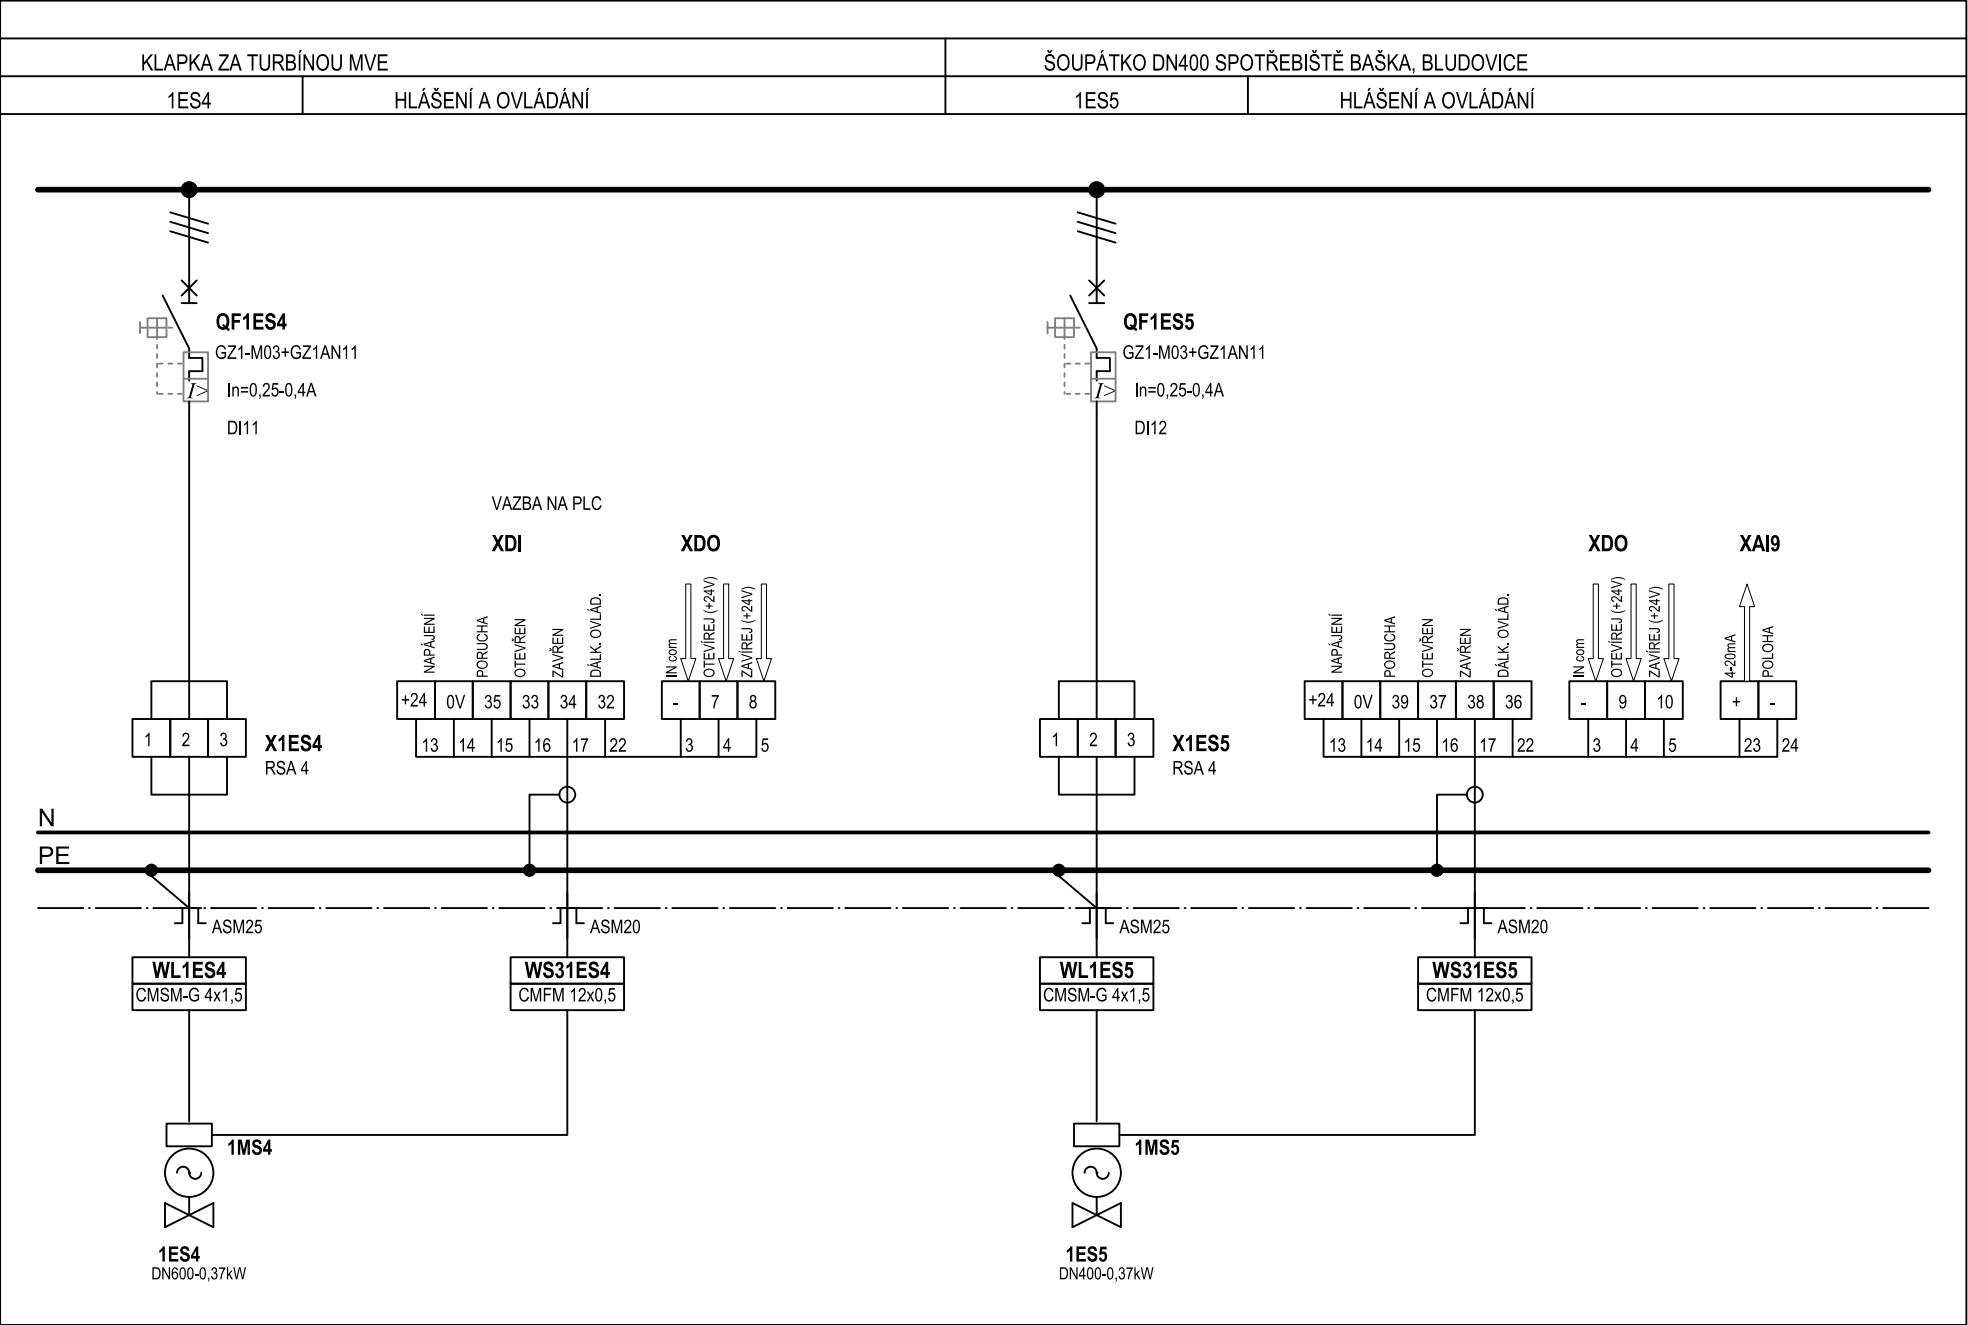 KLAPKA ZA TURBÍNOU MVE
ŠOUPÁTKO DN400 SPOTŘEBIŠTĚ BAŠKA, BLUDOVICE
1ES4
HLÁŠENÍ A OVLÁDÁNÍ
1ES5
HLÁŠENÍ A OVLÁDÁNÍ
QF1ES4
GZ1-M03+GZ1AN11
I>
In=0,25-0,4A
DI11
QF1ES5
GZ1-M03+GZ1AN11
I>
In=0,25-0,4A
DI12
VAZBA NA PLC
XDI
XDO
XDO
XAI9
NAPÁJENÍ
PORUCHA
OTEVŘEN
ZAVŘEN
DÁLK. OVLÁD.
IN com
OTEVÍREJ (+24V)
ZAVÍREJ (+24V)
NAPÁJENÍ
PORUCHA
OTEVŘEN
ZAVŘEN
DÁLK. OVLÁD.
IN com
OTEVÍREJ (+24V)
ZAVÍREJ (+24V)
4-20mA
POLOHA
+24 0V 35 33 34 32
- 7 8
+24 0V 39 37 38 36
- 9 10
+ -
1 2 3
X1ES4
RSA 4
13 14 15 16 17 22 3 4 5
1 2 3
X1ES5
RSA 4
13 14 15 16 17 22 3 4 5 23 24
N
PE
ASM25
ASM20
ASM25
ASM20
WL1ES4
CMSM-G 4x1,5
WS31ES4
CMFM 12x0,5
WL1ES5
CMSM-G 4x1,5
WS31ES5
CMFM 12x0,5
1MS4
1MS5
1ES4
DN600-0,37kW
1ES5
DN400-0,37kW